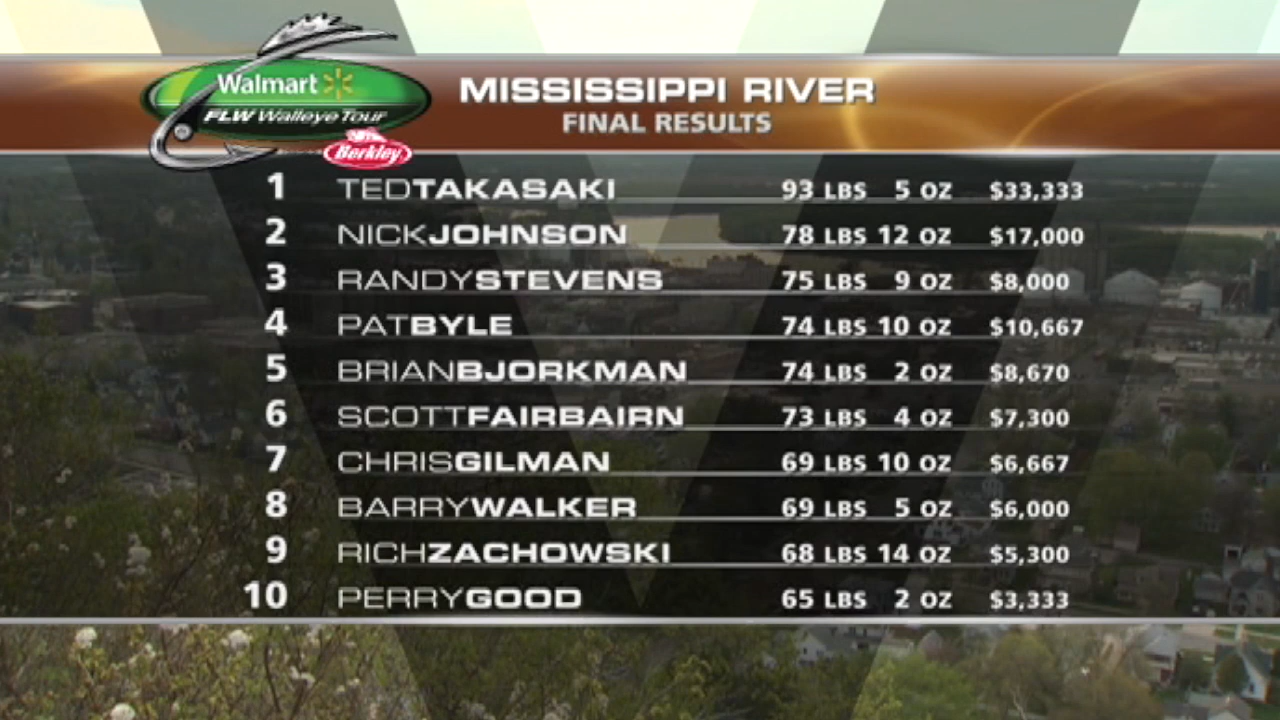 Walmart
FLW Walleye Tour
Berkley
MISSISSIPPI RIVER
FINAL RESULTS
1 TEDTAKASAKI 93 LBS 5 OZ $33,333
2 NICKJOHNSON 78 LBS 12 OZ $17,000
3 RANDYSTEVENS 75 LBS 9 OZ $8,000
4 PATBYLE 74 LBS 10 OZ $10,667
5 BRIANBJORKMAN 74 LBS 2 OZ $8,670
6 SCOTTFAIRBAIRN 73 LBS 4 OZ $7,300
7 CHRISGILMAN 69 LBS 10 OZ $6,667
8 BARRYWALKER 69 LBS 5 OZ $6,000
9 RICHZACHOWSKI 68 LBS 14 OZ $5,300
10 PERRYGOOD 65 LBS 2 OZ $3,333